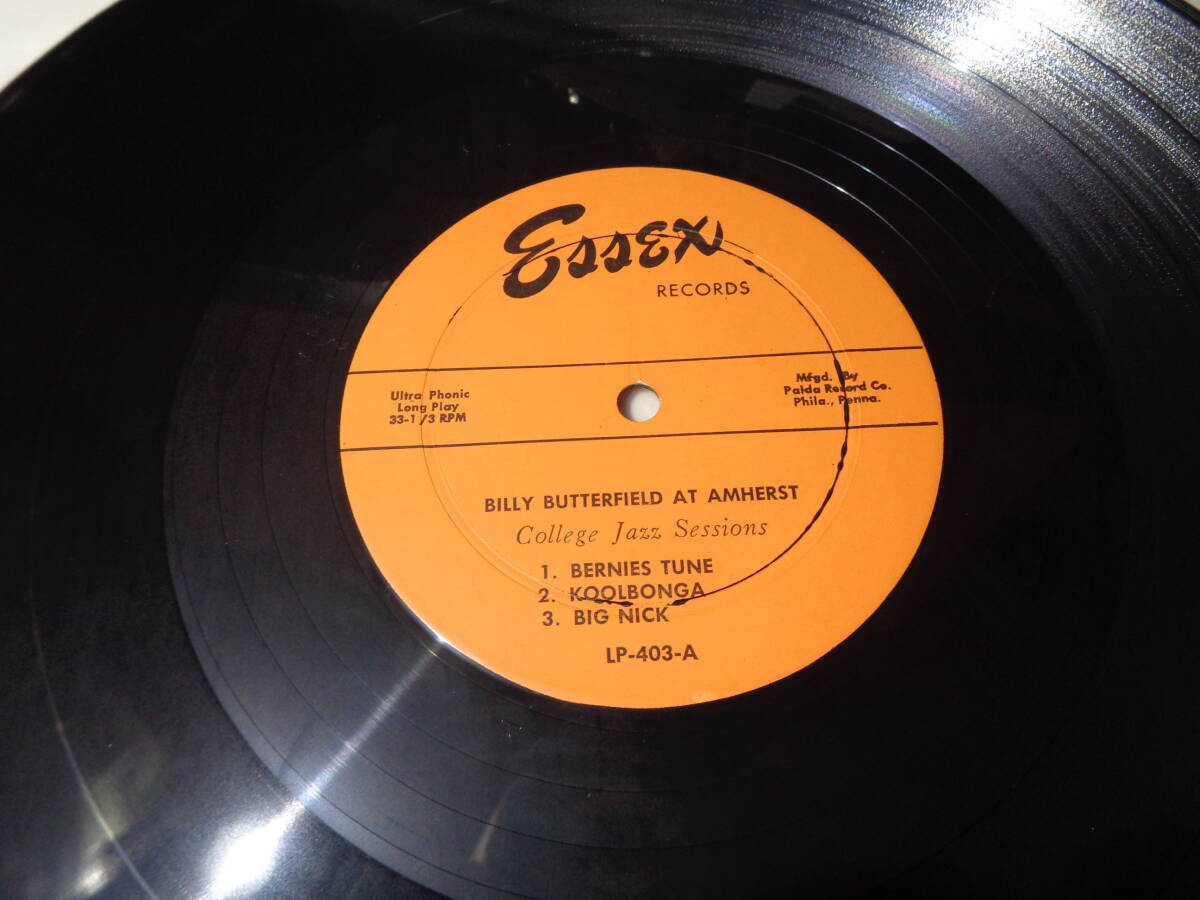 Essex
RECORDS
Ultra Phonic
Long Play
33-1/3 RPM
Mfgd. By
Palda Record Co.
Phila., Penna.
BILLY BUTTERFIELD AT AMHERST
College Jazz Sessions
1. BERNIES TUNE
2. KOOLBONGA
3. BIG NICK
LP-403-A